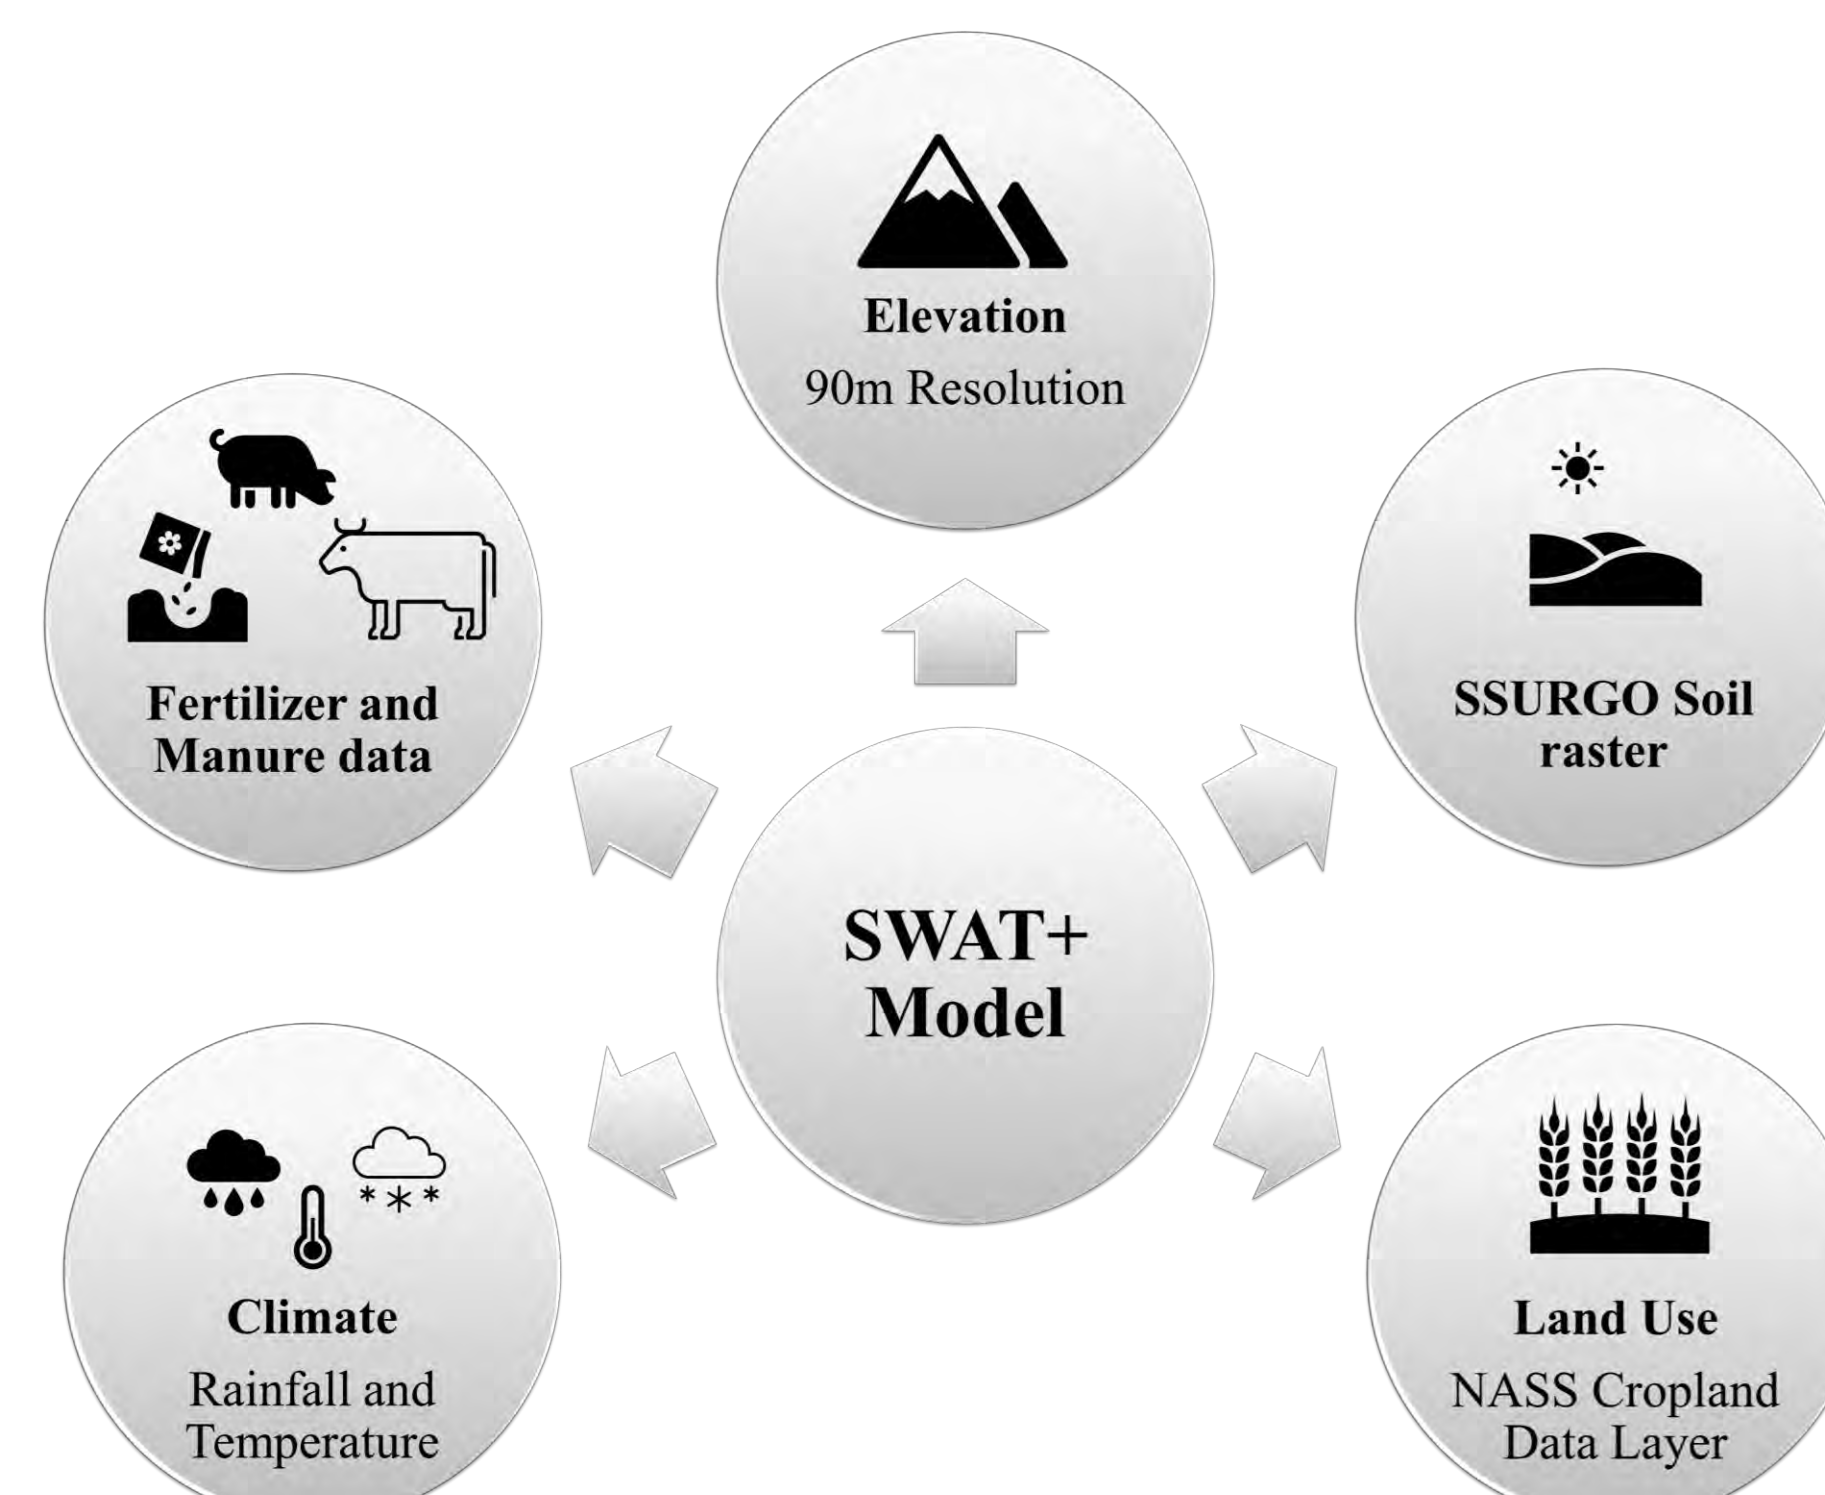 Elevation
90m Resolution
Fertilizer and
Manure data
SSURGO Soil
raster
SWAT+
Model
Climate
Rainfall and
Temperature
Land Use
NASS Cropland
Data Layer